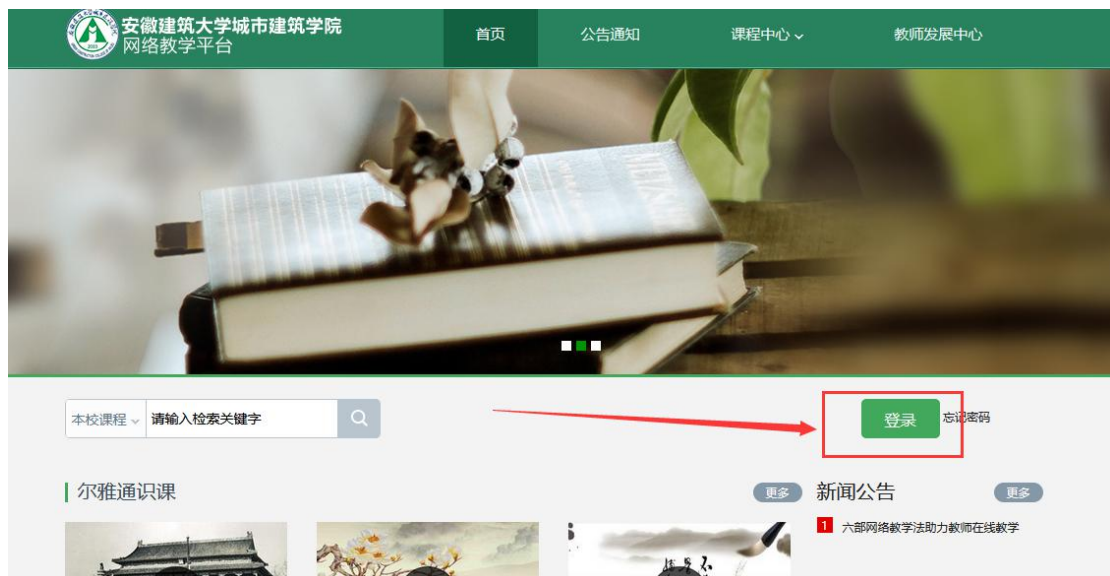 安徽建筑大学城市建筑学院
网络教学平台
首页
公告通知
课程中心
教师发展中心
本校课程
请输入检索关键字
登录
忘记密码
尔雅通识课
更多
新闻公告
更多
1 六部网络教学法助力教师在线教学